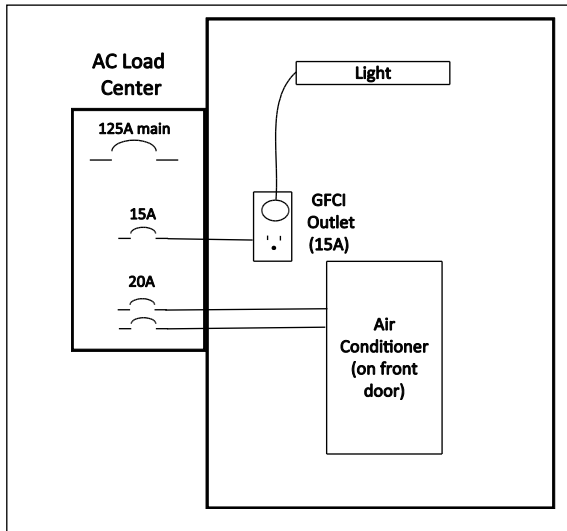 AC Load
Center
125A main
15A
20A
Light
GFCI
Outlet
(15A)
Air
Conditioner
(on front
door)